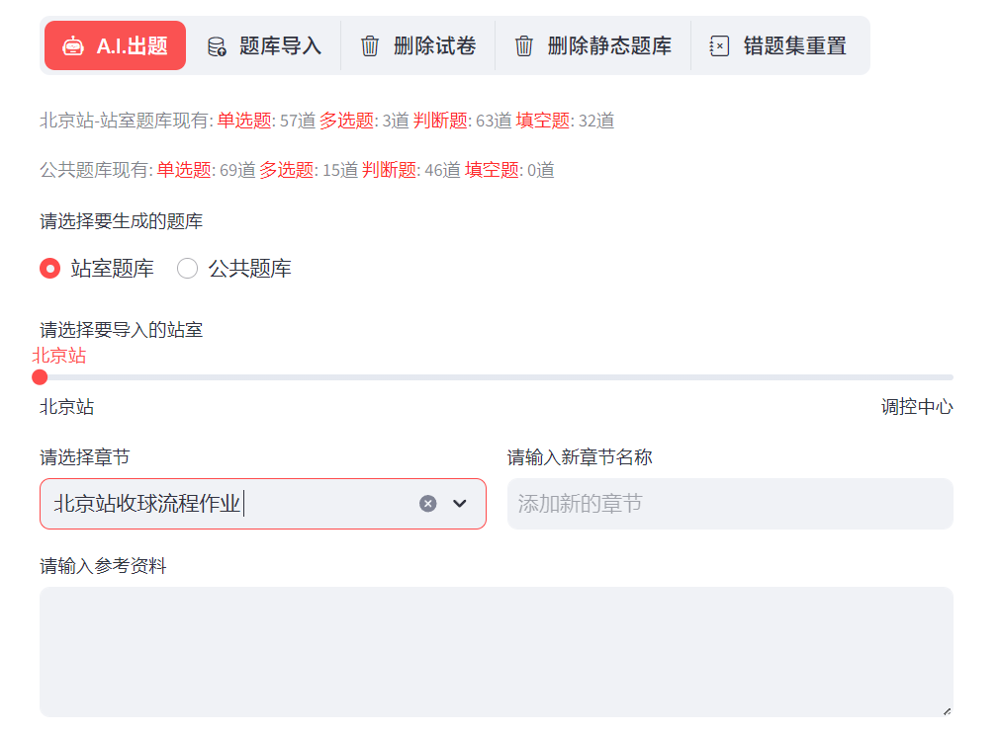 A.I.出题 题库导入 删除试卷 删除静态题库 错题集重置
北京站-站室题库现有: 单选题: 57道 多选题: 3道 判断题: 63道 填空题: 32道
公共题库现有: 单选题: 69道 多选题: 15道 判断题: 46道 填空题: 0道
请选择要生成的题库
站室题库 公共题库
请选择要导入的站室
北京站
北京站 调控中心
请选择章节 请输入新章节名称
北京站收球流程作业 添加新的章节
请输入参考资料